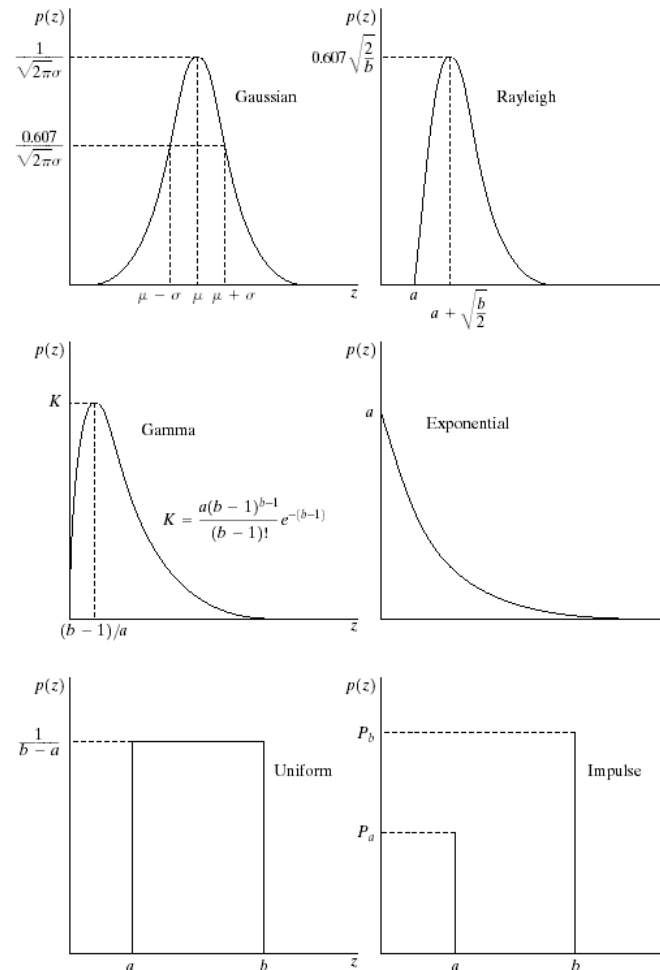 p(z)
1/√2πσ
Gaussian
0.607/√2πσ
μ − σ μ μ + σ z
p(z)
0.607√2/b
Rayleigh
a
a + √b/2
p(z)
K
Gamma
K = a(b − 1)^b−1/(b − 1)! e^−(b−1)
(b − 1)/a z
p(z)
a
Exponential
p(z)
1/b − a
Uniform
a b z
p(z)
P_b
Impulse
P_a
a b